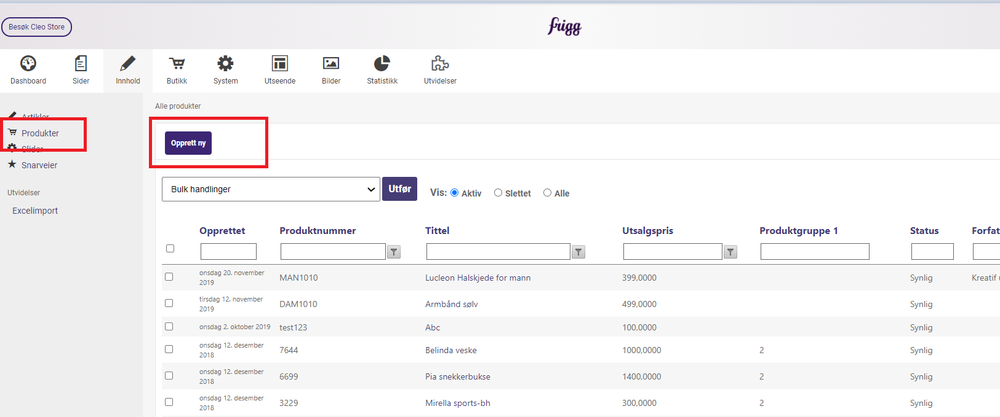 Besøk Cleo Store
frigg
Dashboard Sider Innhold Butikk System Utseende Bilder Statistikk Utvidelser
Artikler
Produkter
Slider
Snarveier
Utvidelser
Excelimport
Alle produkter
Opprett ny
Bulk handlinger Utfør Vis: Aktiv Slettet Alle
Opprettet Produktnummer Tittel Utsalgspris Produktgruppe 1 Status Forfat
onsdag 20. november 2019 MAN1010 Lucleon Halskjede for mann 399,0000 Synlig Kreatif
tirsdag 12. november 2019 DAM1010 Armbånd sølv 499,0000 Synlig
onsdag 2. oktober 2019 test123 Abc 100,0000 Synlig
onsdag 12. desember 2018 7644 Belinda veske 1000,0000 2 Synlig
onsdag 12. desember 2018 6699 Pia snekkerbukse 1400,0000 2 Synlig
onsdag 12. desember 2018 3229 Mirella sports-bh 300,0000 2 Synlig